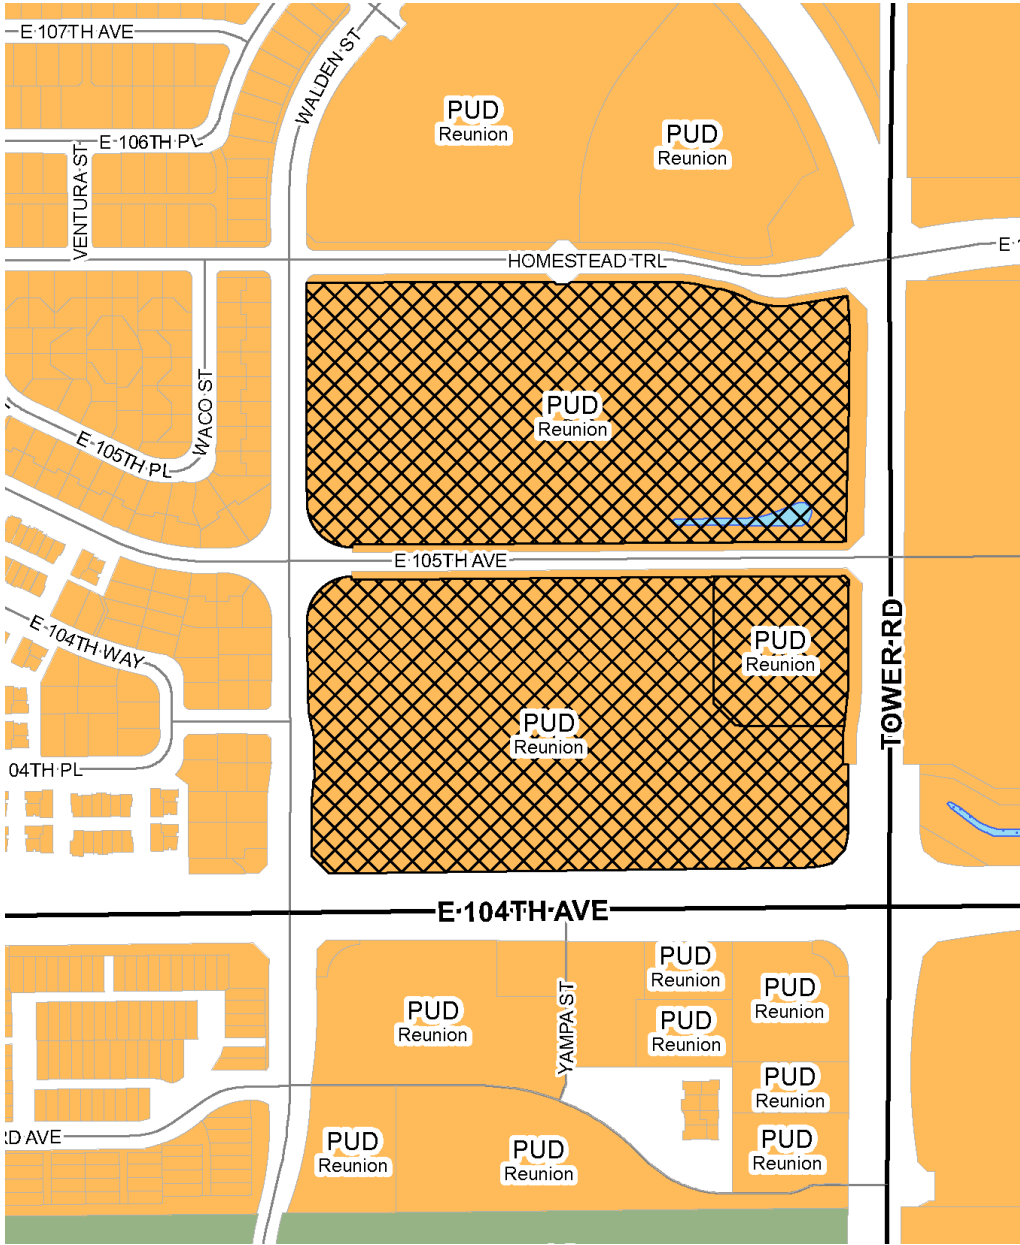 E 107TH AVE
WALDEN ST
PUD
Reunion
PUD
Reunion
E 106TH PL
VENTURA ST
E 1
HOMESTEAD TRL
WACO ST
PUD
Reunion
E 105TH PL
E 105TH AVE
E 104TH WAY
PUD
Reunion
TOWER RD
PUD
Reunion
04TH PL
E 104TH AVE
PUD
Reunion
PUD
Reunion
PUD
Reunion
YAMPA ST
PUD
Reunion
PUD
Reunion
RD AVE
PUD
Reunion
PUD
Reunion
PUD
Reunion